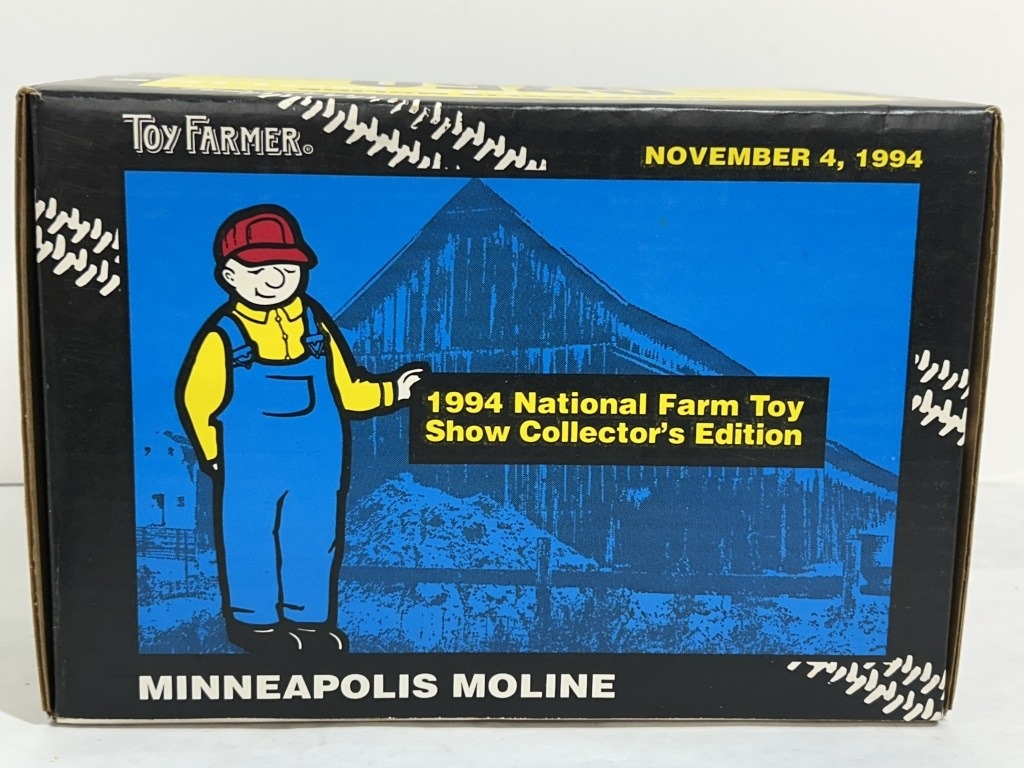 TOY FARMER®
NOVEMBER 4, 1994
1994 National Farm Toy
Show Collector's Edition
MINNEAPOLIS MOLINE